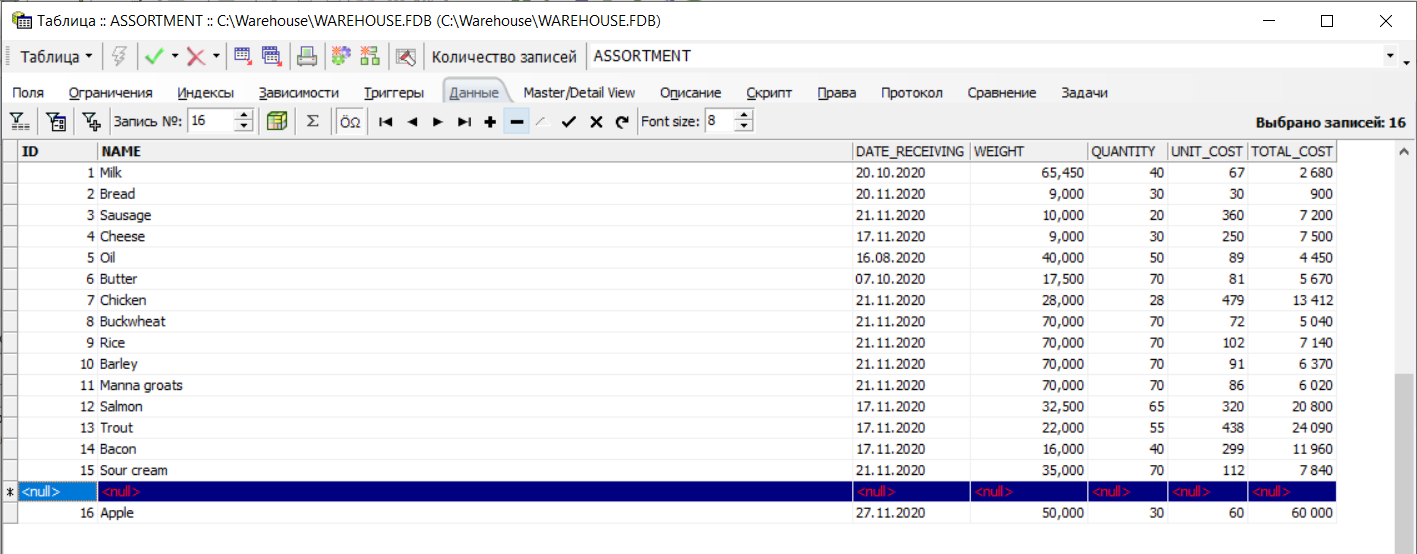 Таблица :: ASSORTMENT :: C:\Warehouse\WAREHOUSE.FDB (C:\Warehouse\WAREHOUSE.FDB)
Таблица Количество записей ASSORTMENT
Поля Ограничения Индексы Зависимости Триггеры Данные Master/Detail View Описание Скрипт Права Протокол Сравнение Задачи
Запись №: 16 Σ ÖΩ Font size: 8 Выбрано записей: 16
ID NAME DATE_RECEIVING WEIGHT QUANTITY UNIT_COST TOTAL_COST
1 Milk 20.10.2020 65,450 40 67 2 680
2 Bread 20.11.2020 9,000 30 30 900
3 Sausage 21.11.2020 10,000 20 360 7 200
4 Cheese 17.11.2020 9,000 30 250 7 500
5 Oil 16.08.2020 40,000 50 89 4 450
6 Butter 07.10.2020 17,500 70 81 5 670
7 Chicken 21.11.2020 28,000 28 479 13 412
8 Buckwheat 21.11.2020 70,000 70 72 5 040
9 Rice 21.11.2020 70,000 70 102 7 140
10 Barley 21.11.2020 70,000 70 91 6 370
11 Manna groats 21.11.2020 70,000 70 86 6 020
12 Salmon 17.11.2020 32,500 65 320 20 800
13 Trout 17.11.2020 22,000 55 438 24 090
14 Bacon 17.11.2020 16,000 40 299 11 960
15 Sour cream 21.11.2020 35,000 70 112 7 840
* <null> <null> <null> <null> <null> <null> <null>
16 Apple 27.11.2020 50,000 30 60 60 000